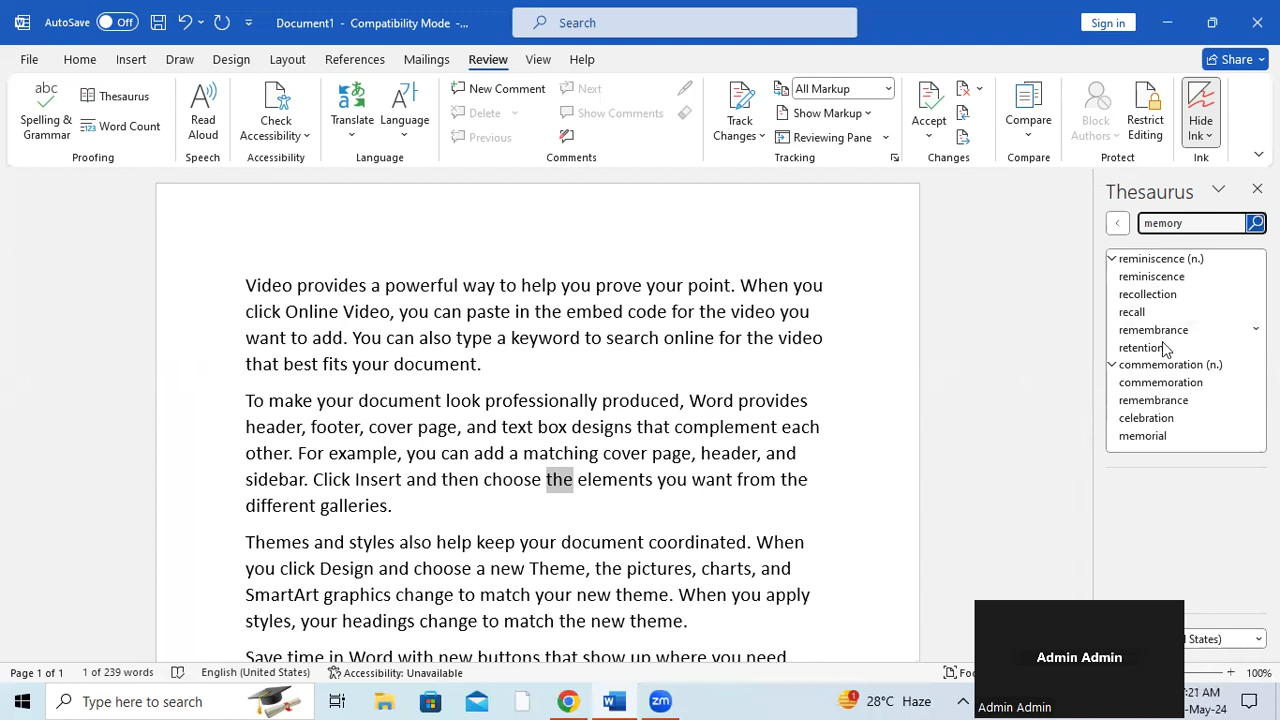 AutoSave Off
Document1 - Compatibility Mode -...
Search
Sign in
File Home Insert Draw Design Layout References Mailings Review View Help
Share
abc
Spelling & Grammar
Thesaurus
Word Count
Proofing
Read Aloud
Speech
Check Accessibility
Accessibility
Translate
Language
Language
New Comment
Delete
Previous
Next
Show Comments
Comments
Track Changes
All Markup
Show Markup
Reviewing Pane
Tracking
Accept
Changes
Compare
Compare
Block Authors
Restrict Editing
Protect
Hide Ink
Ink
Video provides a powerful way to help you prove your point. When you
click Online Video, you can paste in the embed code for the video you
want to add. You can also type a keyword to search online for the video
that best fits your document.
To make your document look professionally produced, Word provides
header, footer, cover page, and text box designs that complement each
other. For example, you can add a matching cover page, header, and
sidebar. Click Insert and then choose the elements you want from the
different galleries.
Themes and styles also help keep your document coordinated. When
you click Design and choose a new Theme, the pictures, charts, and
SmartArt graphics change to match your new theme. When you apply
styles, your headings change to match the new theme.
Save time in Word with new buttons that show up where you need
Thesaurus
memory
reminiscence (n.)
reminiscence
recollection
recall
remembrance
retention
commemoration (n.)
commemoration
remembrance
celebration
memorial
States)
Admin Admin
Admin Admin
Page 1 of 1
1 of 239 words
English (United States)
Accessibility: Unavailable
100%
Type here to search
zm
28°C Haze
:21 AM
-May-24